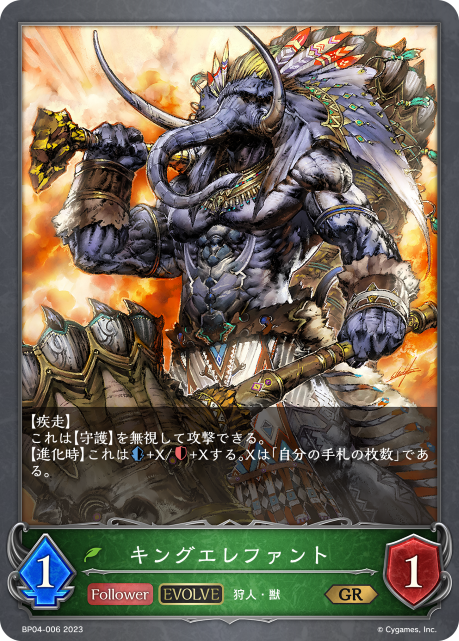 【疾走】
これは【守護】を無視して攻撃できる。
【進化時】これは+X/+Xする。Xは「自分の手札の枚数」であ
る。
キングエレファント
1
1
Follower EVOLVE 狩人・獣 GR
BP04-006 2023
© Cygames, Inc.